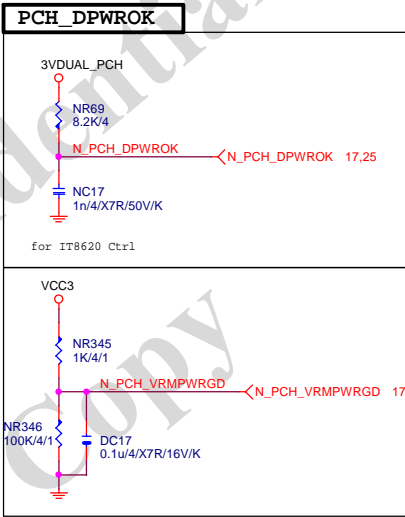 PCH_DPWROK
3VDUAL_PCH
NR69
8.2K/4
N_PCH_DPWROK
N_PCH_DPWROK 17,25
NC17
1n/4/X7R/50V/K
for IT8620 Ctrl
VCC3
NR345
1K/4/1
N_PCH_VRMPWRGD
N_PCH_VRMPWRGD 17
NR346
100K/4/1
DC17
0.1u/4/X7R/16V/K
Copy